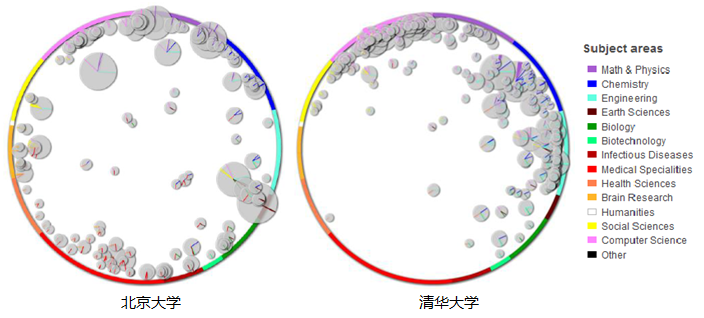 Subject areas
Math & Physics
Chemistry
Engineering
Earth Sciences
Biology
Biotechnology
Infectious Diseases
Medical Specialities
Health Sciences
Brain Research
Humanities
Social Sciences
Computer Science
Other
北京大学
清华大学